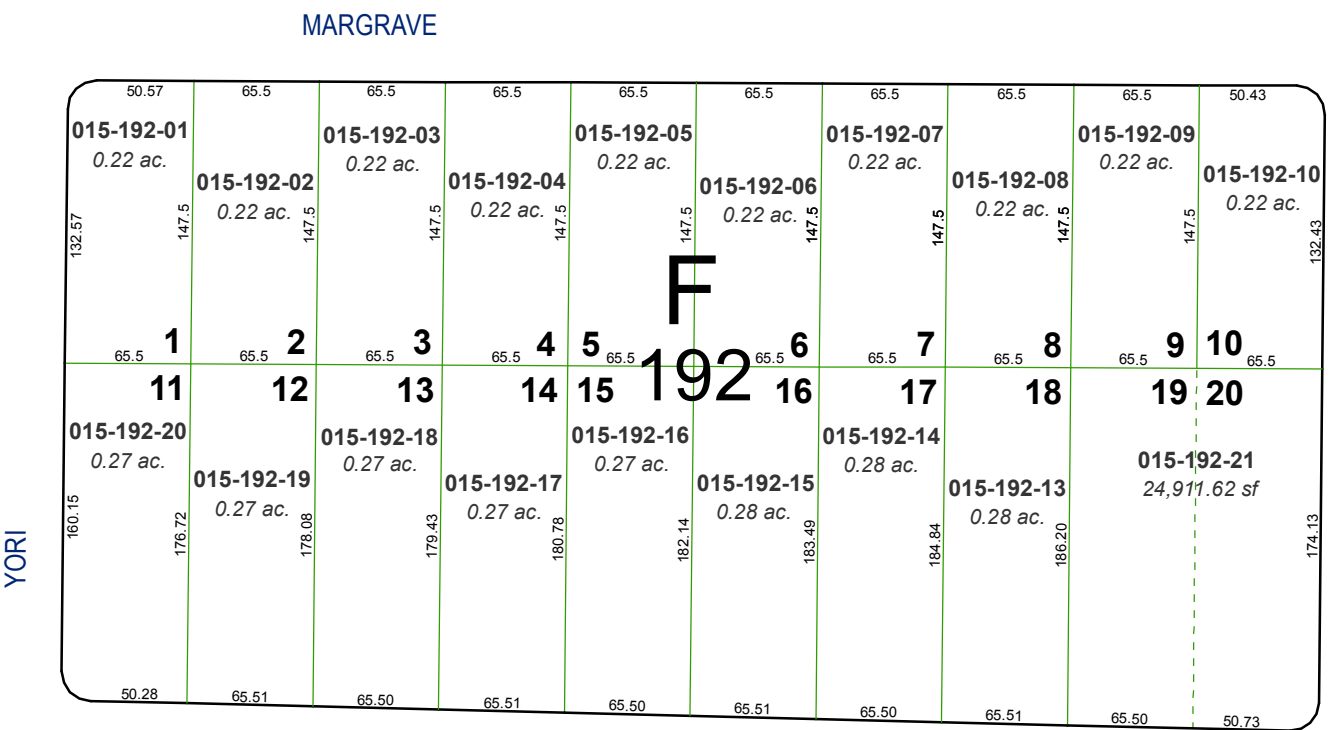 MARGRAVE
50.57 65.5 65.5 65.5 65.5 65.5 65.5 65.5 65.5 50.43
015-192-01
0.22 ac.
015-192-02
0.22 ac.
015-192-03
0.22 ac.
015-192-04
0.22 ac.
015-192-05
0.22 ac.
015-192-06
0.22 ac.
015-192-07
0.22 ac.
015-192-08
0.22 ac.
015-192-09
0.22 ac.
015-192-10
0.22 ac.
132.57 147.5 147.5 147.5 147.5 147.5 147.5 147.5 147.5 147.5 132.43
F
1 2 3 4 5 6 7 8 9 10
65.5 65.5 65.5 65.5 65.5 65.5 65.5 65.5 65.5 65.5
192
11 12 13 14 15 16 17 18 19 20
015-192-20
0.27 ac.
015-192-19
0.27 ac.
015-192-18
0.27 ac.
015-192-17
0.27 ac.
015-192-16
0.27 ac.
015-192-15
0.28 ac.
015-192-14
0.28 ac.
015-192-13
0.28 ac.
015-192-21
24,911.62 sf
160.15 176.72 178.08 179.43 180.78 182.14 183.49 184.84 186.20 174.13
YORI
50.28 65.51 65.50 65.51 65.50 65.51 65.50 65.51 65.50 50.73